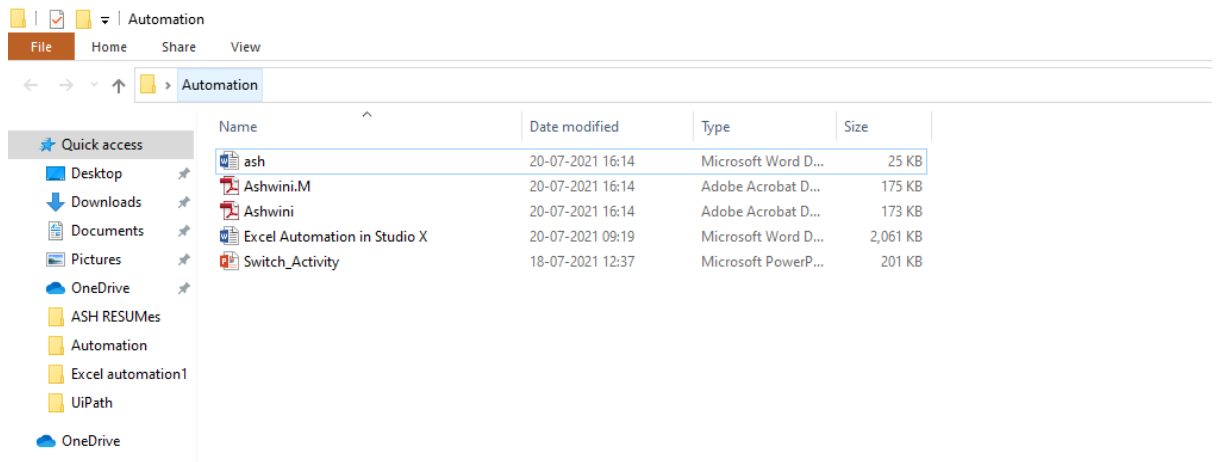 Automation
File Home Share View
Automation
Name Date modified Type Size
Quick access
Desktop
Downloads
Documents
Pictures
OneDrive
ASH RESUMes
Automation
Excel automation1
UiPath
OneDrive
ash 20-07-2021 16:14 Microsoft Word D... 25 KB
Ashwini.M 20-07-2021 16:14 Adobe Acrobat D... 175 KB
Ashwini 20-07-2021 16:14 Adobe Acrobat D... 173 KB
Excel Automation in Studio X 20-07-2021 09:19 Microsoft Word D... 2,061 KB
Switch_Activity 18-07-2021 12:37 Microsoft PowerP... 201 KB